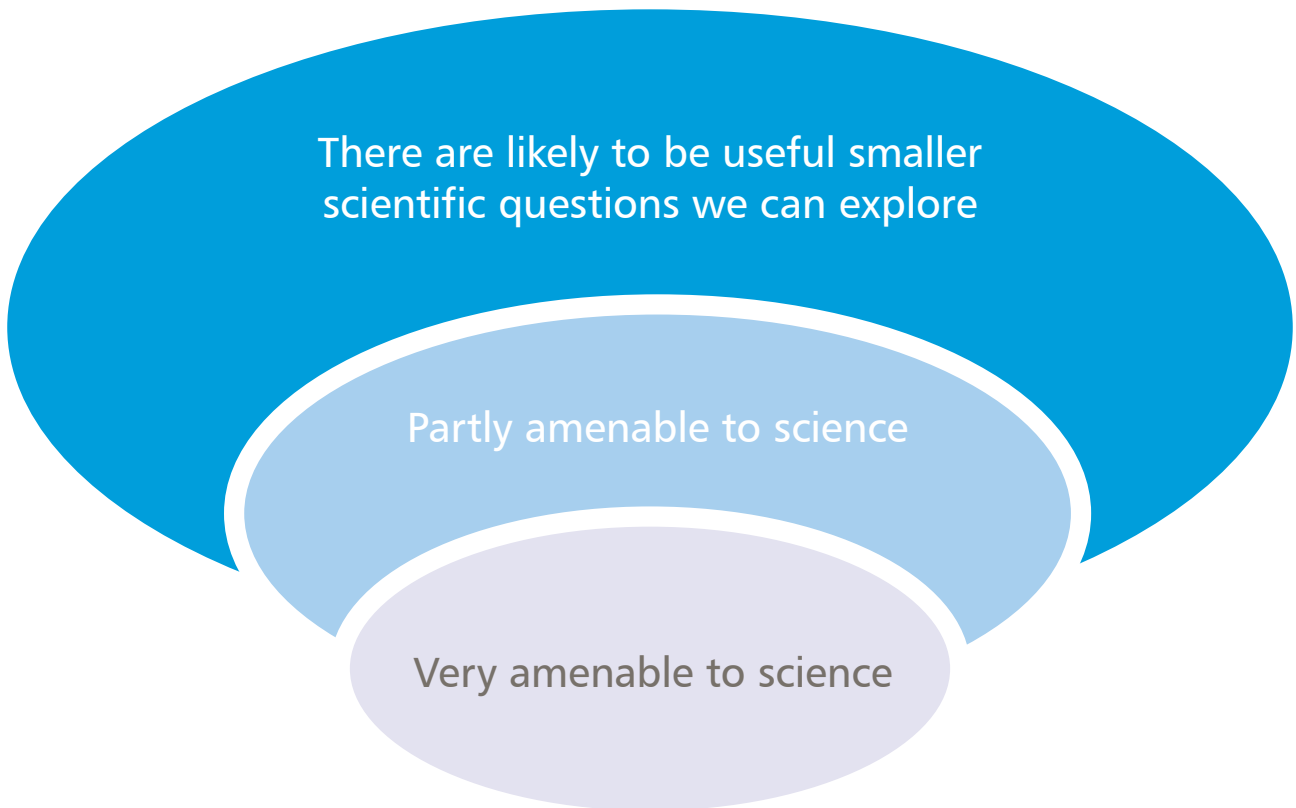 There are likely to be useful smaller
scientific questions we can explore
Partly amenable to science
Very amenable to science